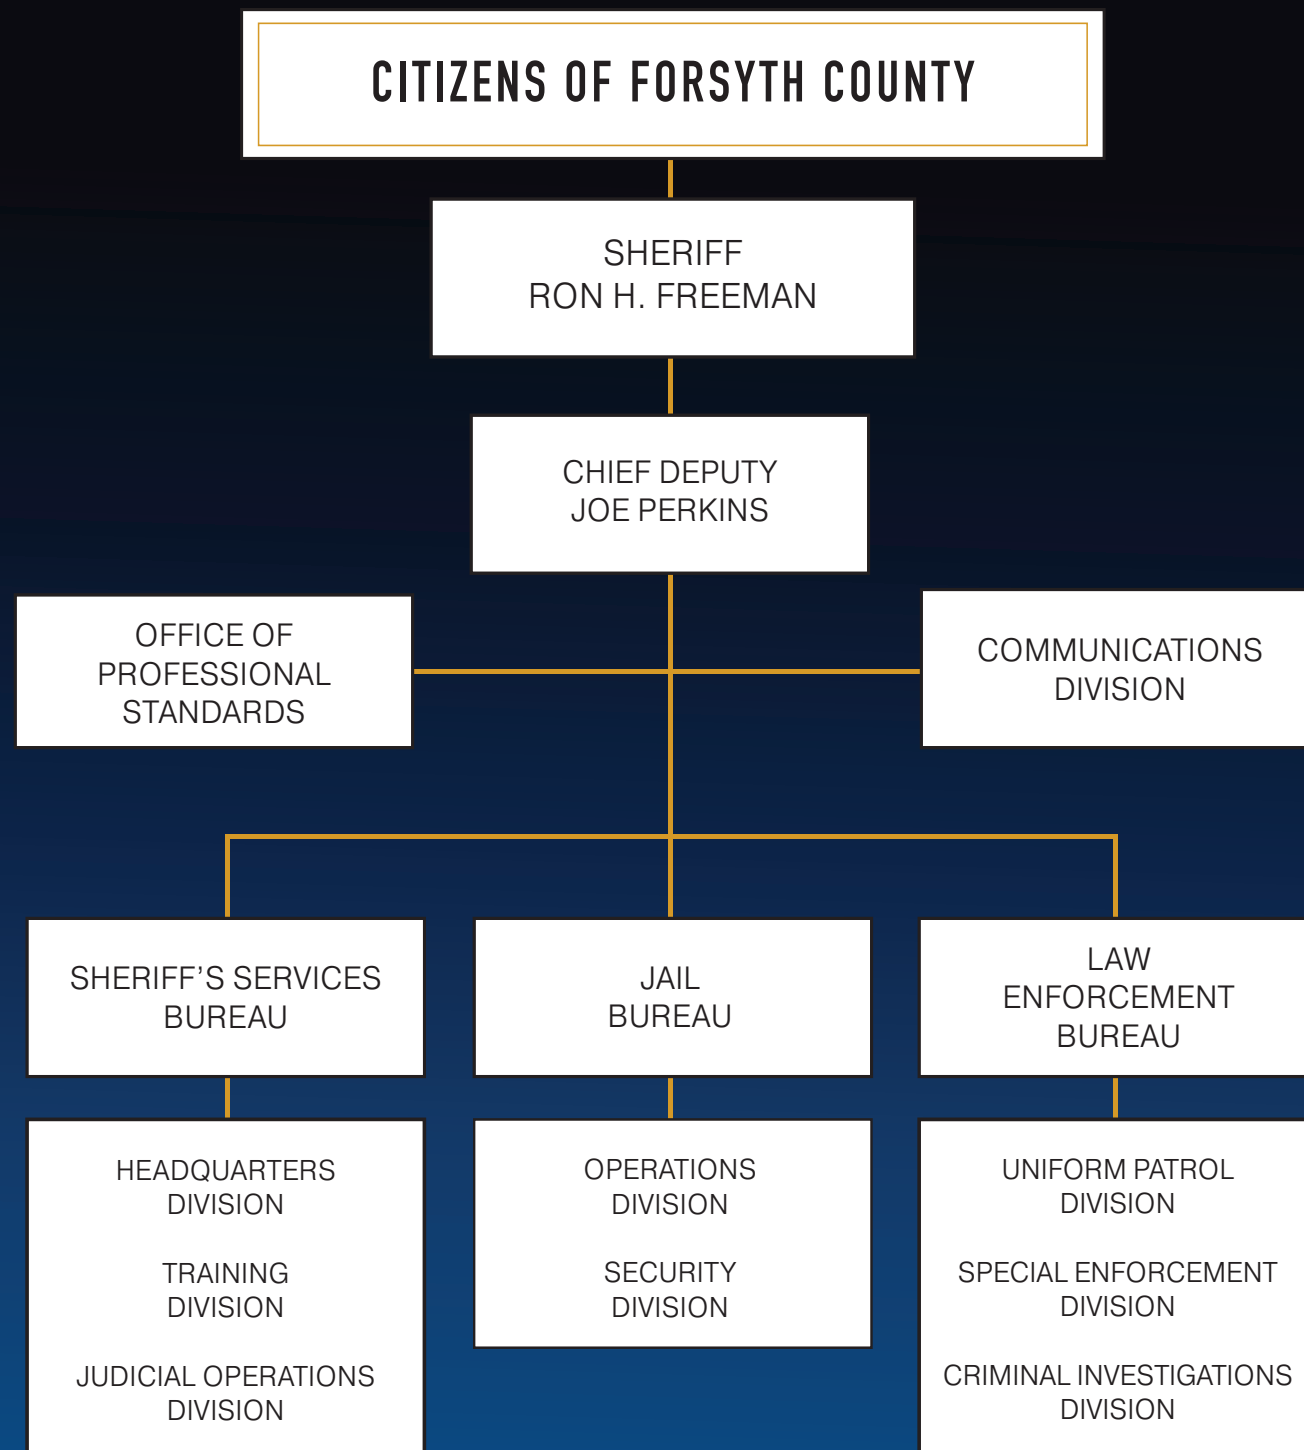 CITIZENS OF FORSYTH COUNTY
SHERIFF
RON H. FREEMAN
CHIEF DEPUTY
JOE PERKINS
OFFICE OF
PROFESSIONAL
STANDARDS
COMMUNICATIONS
DIVISION
SHERIFF’S SERVICES
BUREAU
JAIL
BUREAU
LAW
ENFORCEMENT
BUREAU
HEADQUARTERS
DIVISION
TRAINING
DIVISION
JUDICIAL OPERATIONS
DIVISION
OPERATIONS
DIVISION
SECURITY
DIVISION
UNIFORM PATROL
DIVISION
SPECIAL ENFORCEMENT
DIVISION
CRIMINAL INVESTIGATIONS
DIVISION